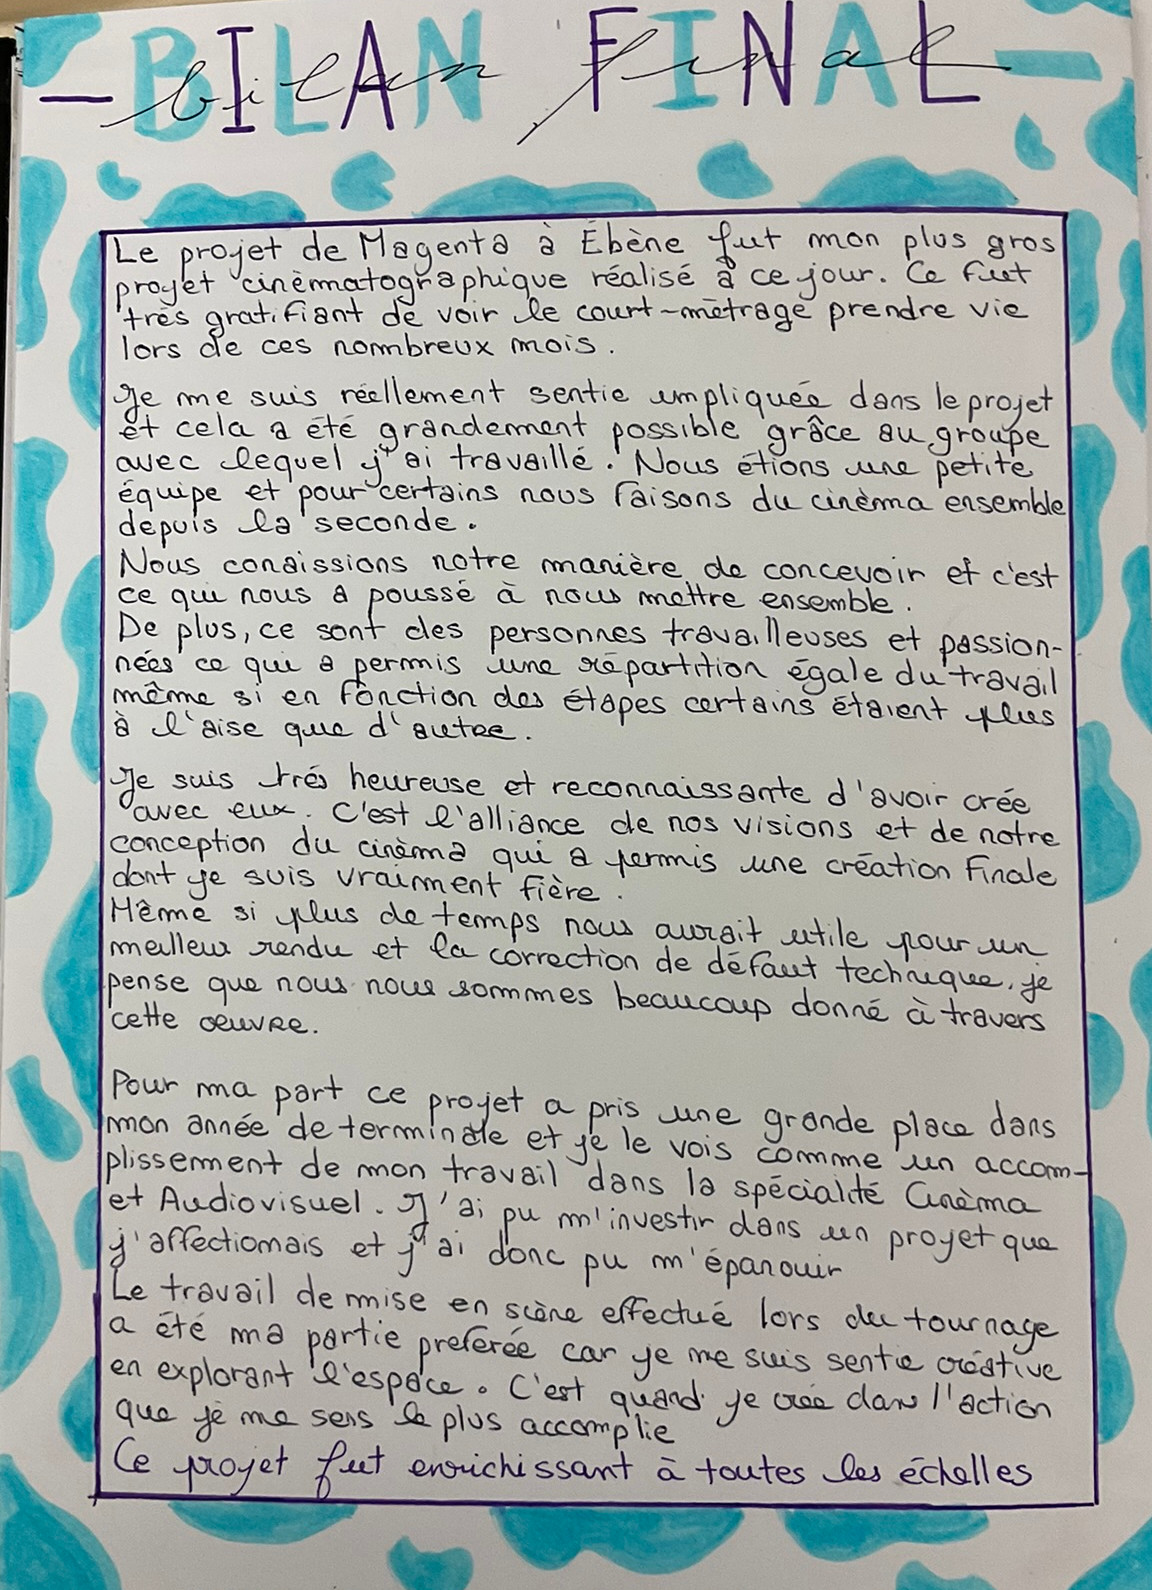 - BILAN FINAL -
bilan final
Le projet de Magenta à Ébène fut mon plus gros
projet cinématographique réalisé à ce jour. Ce fut
très gratifiant de voir le court-métrage prendre vie
lors de ces nombreux mois.
Je me suis réellement sentie impliquée dans le projet
et cela a été grandement possible grâce au groupe
avec lequel j'ai travaillé. Nous étions une petite
équipe et pour certains nous faisons du cinéma ensemble
depuis la seconde.
Nous conaissions notre manière de concevoir et c'est
ce qui nous a poussé à nous mettre ensemble.
De plus, ce sont des personnes travailleuses et passion-
nées ce qui a permis une répartition égale du travail
même si en fonction des étapes certains étaient plus
à l'aise que d'autre.
Je suis très heureuse et reconnaissante d'avoir crée
avec eux. C'est l'alliance de nos visions et de notre
conception du cinéma qui a permis une création finale
dont je suis vraiment fière.
Même si plus de temps nous aurait utile pour un
meilleur rendu et la correction de défaut technique, je
pense que nous nous sommes beaucoup donné à travers
cette œuvre.
Pour ma part ce projet a pris une grande place dans
mon année de terminale et je le vois comme un accom-
plissement de mon travail dans la spécialité Cinéma
et Audiovisuel. J'ai pu m'investir dans un projet que
j'affectionais et j'ai donc pu m'épanouir
Le travail de mise en scène effectué lors du tournage
a été ma partie preférée car je me suis sentie créative
en explorant l'espace. C'est quand je crée dans l'action
que je me sens le plus accomplie
Ce projet fut enrichissant à toutes les échelles